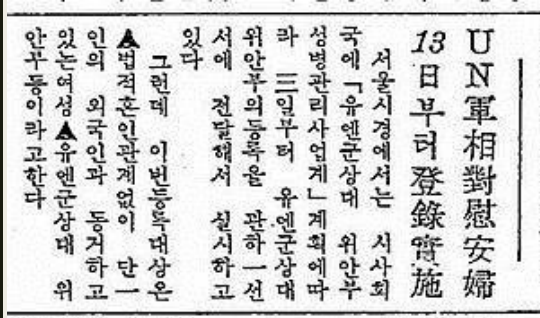 UN軍相對慰安婦
13日부터登錄實施
서울시경에서는 시사회
국에「유엔군상대 위안부
성병관리사업계」계획에따
라 三일부터 유엔군상대
위안부의등록을 관하一선
서에 전달해서 실시하고
있다
그런데 이번등록대상은
▲법적혼인관계없이 단一
인의 외국인과 동거하고
있는여성▲유엔군상대 위
안부등이라고한다